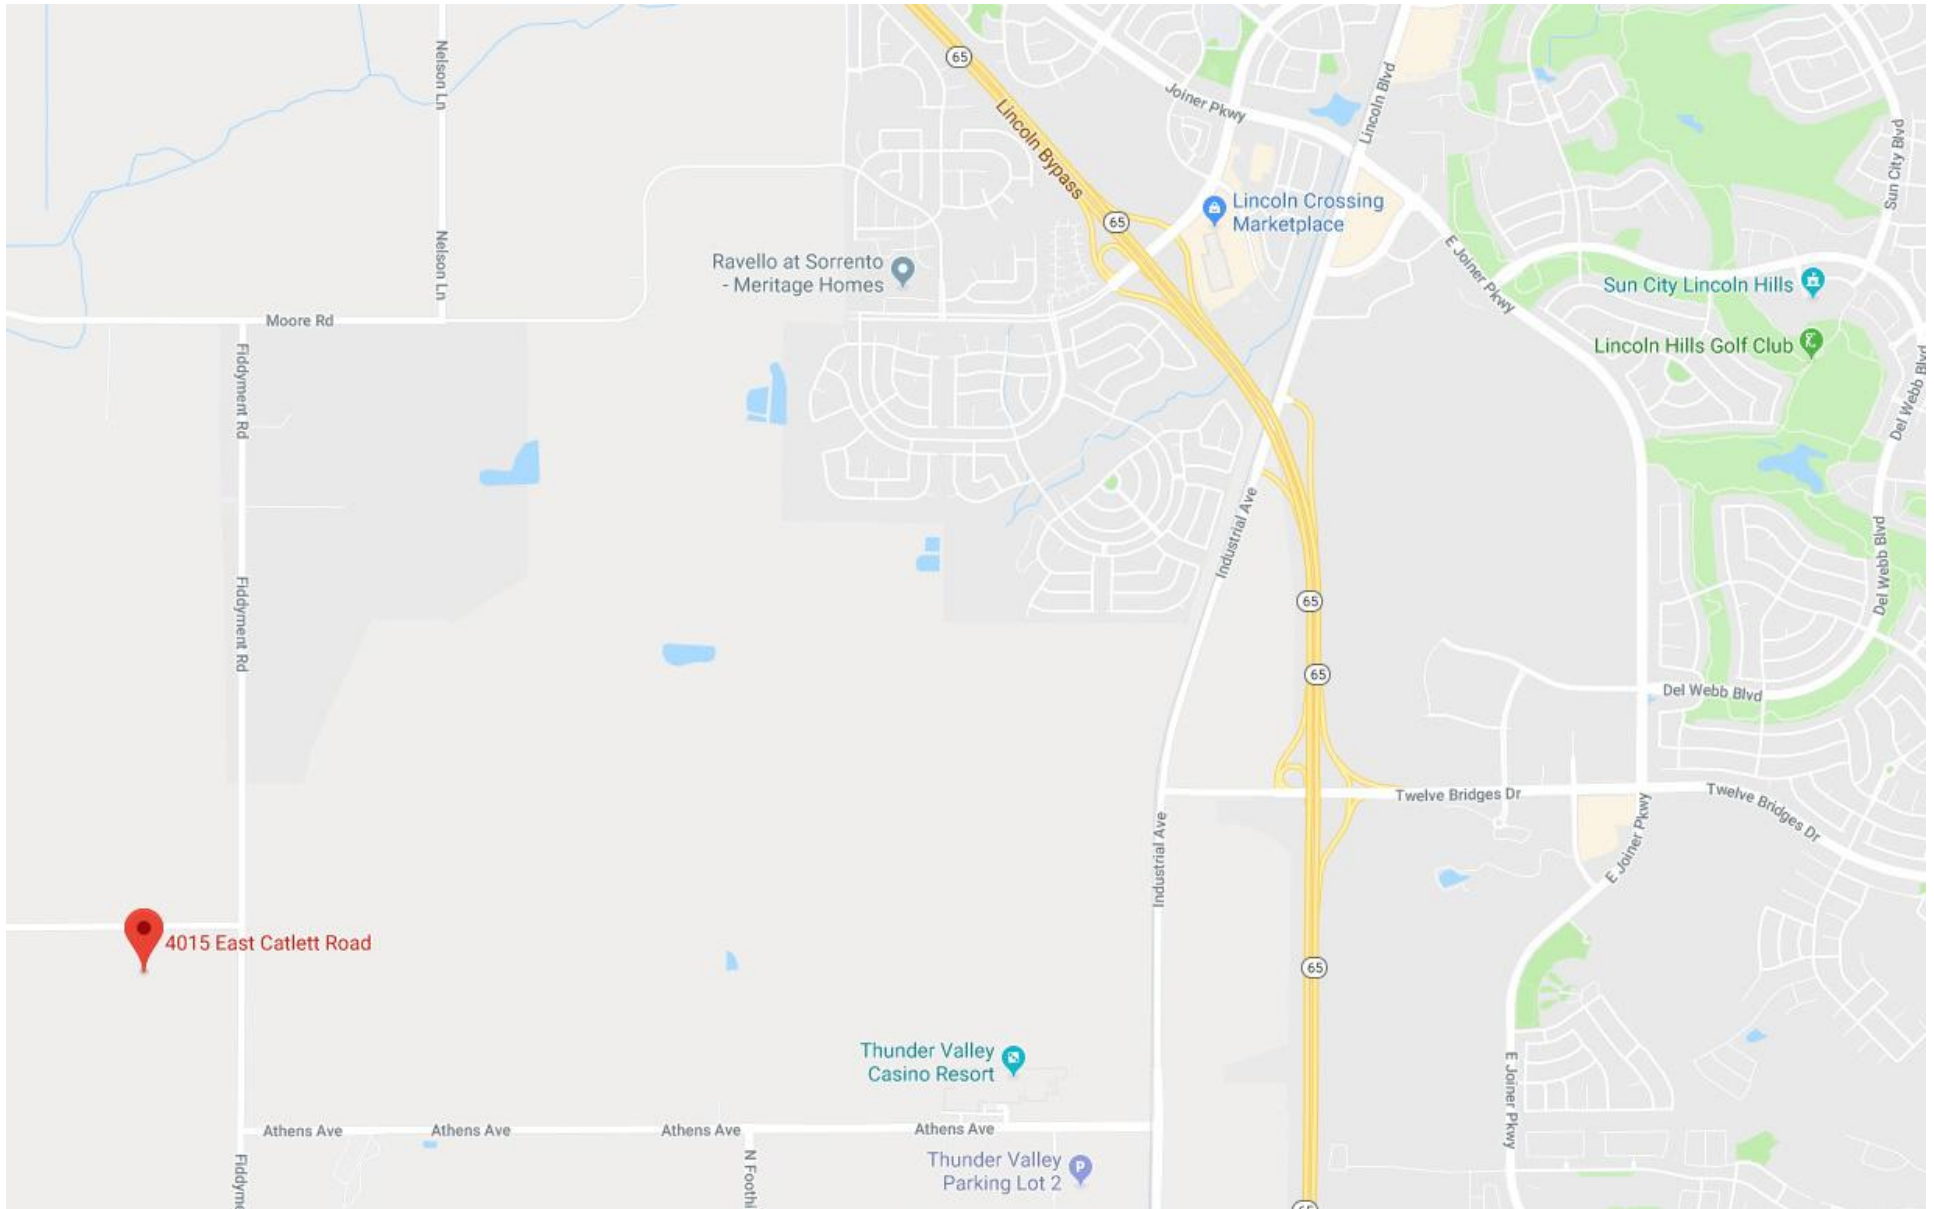 Nelson Ln
65
Lincoln Blvd
Joiner Pkwy
Lincoln Bypass
Sun City Blvd
Lincoln Crossing
Marketplace
65
Nelson Ln
Ravello at Sorrento
- Meritage Homes
E Joiner Pkwy
Sun City Lincoln Hills
Moore Rd
Lincoln Hills Golf Club
Fiddyment Rd
Del Webb Blvd
Industrial Ave
Del Webb Blvd
Fiddyment Rd
65
65
Del Webb Blvd
Twelve Bridges Dr
Twelve Bridges Dr
Industrial Ave
E Joiner Pkwy
4015 East Catlett Road
65
Thunder Valley
Casino Resort
E Joiner Pkwy
Athens Ave
Athens Ave
Athens Ave
Athens Ave
Thunder Valley
Parking Lot 2
P
N Foothi
Fiddyme
65